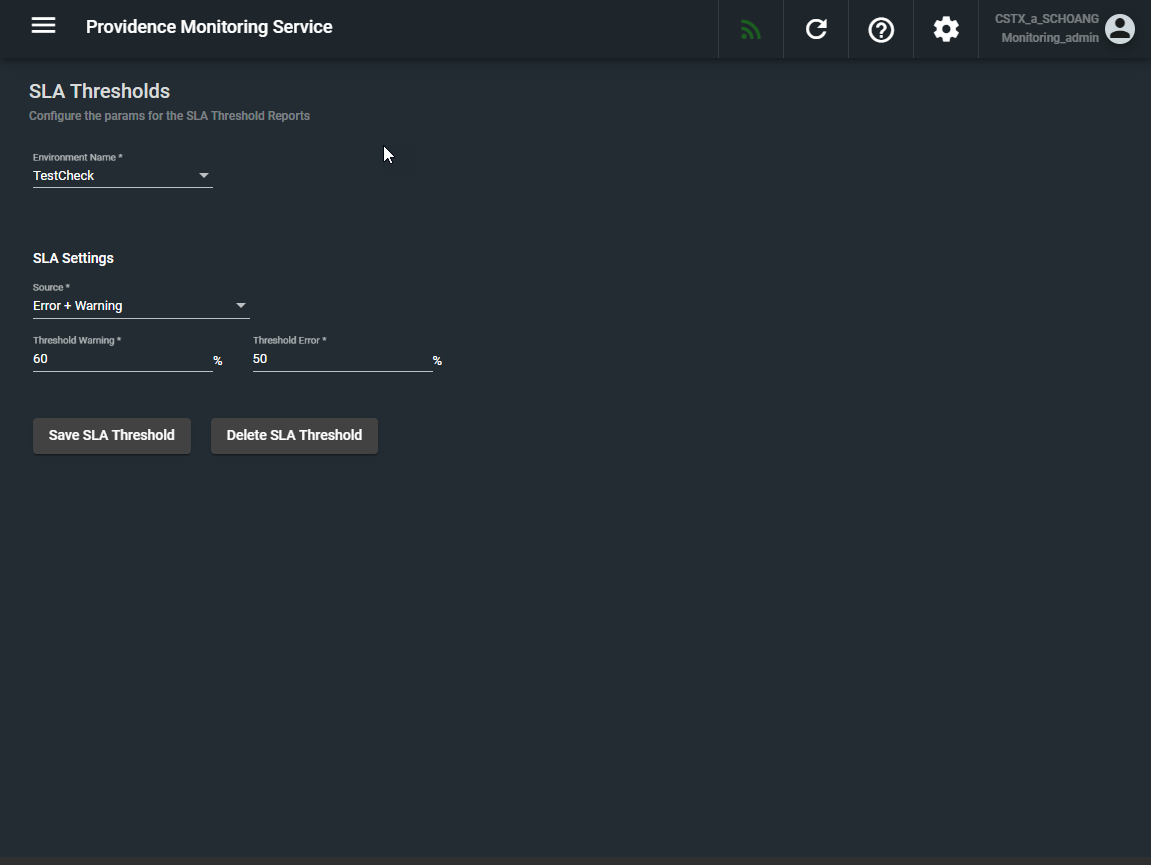 Providence Monitoring Service
CSTX_a_SCHOANG
Monitoring_admin
SLA Thresholds
Configure the params for the SLA Threshold Reports
Environment Name *
TestCheck
SLA Settings
Source *
Error + Warning
Threshold Warning * Threshold Error *
60 % 50 %
Save SLA Threshold Delete SLA Threshold